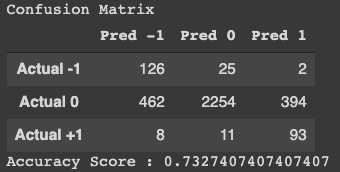 Confusion Matrix
Pred -1 Pred 0 Pred 1
Actual -1 126 25 2
Actual 0 462 2254 394
Actual +1 8 11 93
Accuracy Score : 0.7327407407407407